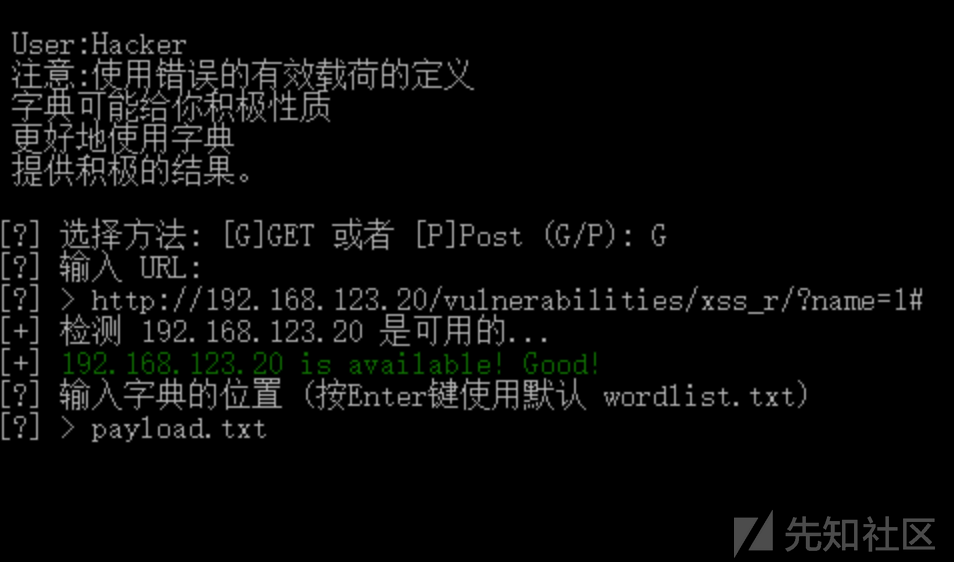 User:Hacker
注意:使用错误的有效载荷的定义
字典可能给你积极性质
更好地使用字典
提供积极的结果。
[?] 选择方法: [G]GET 或者 [P]Post (G/P): G
[?] 输入 URL:
[?] > http://192.168.123.20/vulnerabilities/xss_r/?name=1#
[+] 检测 192.168.123.20 是可用的...
[+] 192.168.123.20 is available! Good!
[?] 输入字典的位置 (按Enter键使用默认 wordlist.txt)
[?] > payload.txt
先知社区